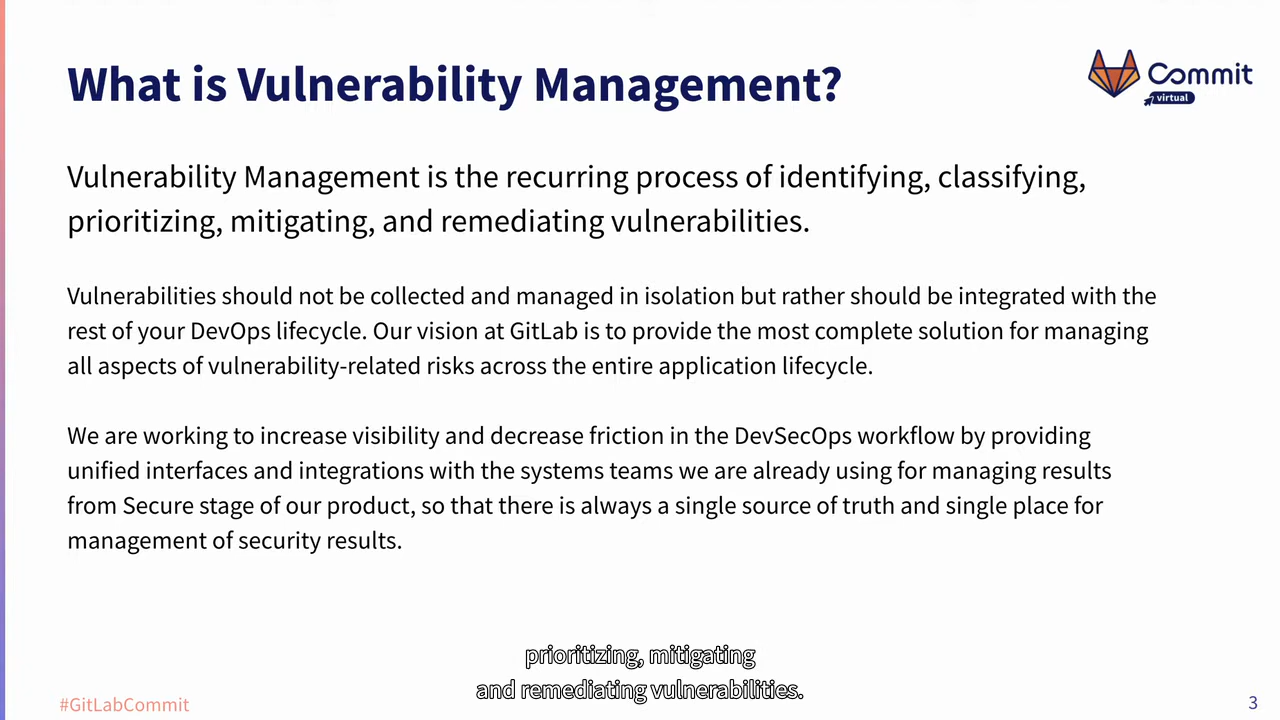 What is Vulnerability Management?
Commit
virtual
Vulnerability Management is the recurring process of identifying, classifying,
prioritizing, mitigating, and remediating vulnerabilities.
Vulnerabilities should not be collected and managed in isolation but rather should be integrated with the
rest of your DevOps lifecycle. Our vision at GitLab is to provide the most complete solution for managing
all aspects of vulnerability-related risks across the entire application lifecycle.
We are working to increase visibility and decrease friction in the DevSecOps workflow by providing
unified interfaces and integrations with the systems teams we are already using for managing results
from Secure stage of our product, so that there is always a single source of truth and single place for
management of security results.
prioritizing, mitigating
and remediating vulnerabilities.
#GitLabCommit
3